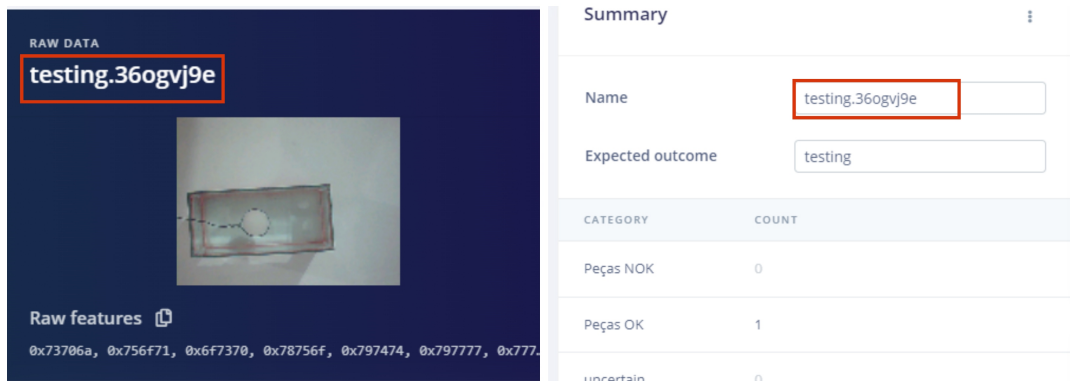 RAW DATA
testing.36ogvj9e
Raw features
0x73706a, 0x756f71, 0x6f7370, 0x78756f, 0x797474, 0x797777, 0x777…
Summary
Name
testing.36ogvj9e
Expected outcome
testing
CATEGORY COUNT
Peças NOK 0
Peças OK 1
uncertain 0